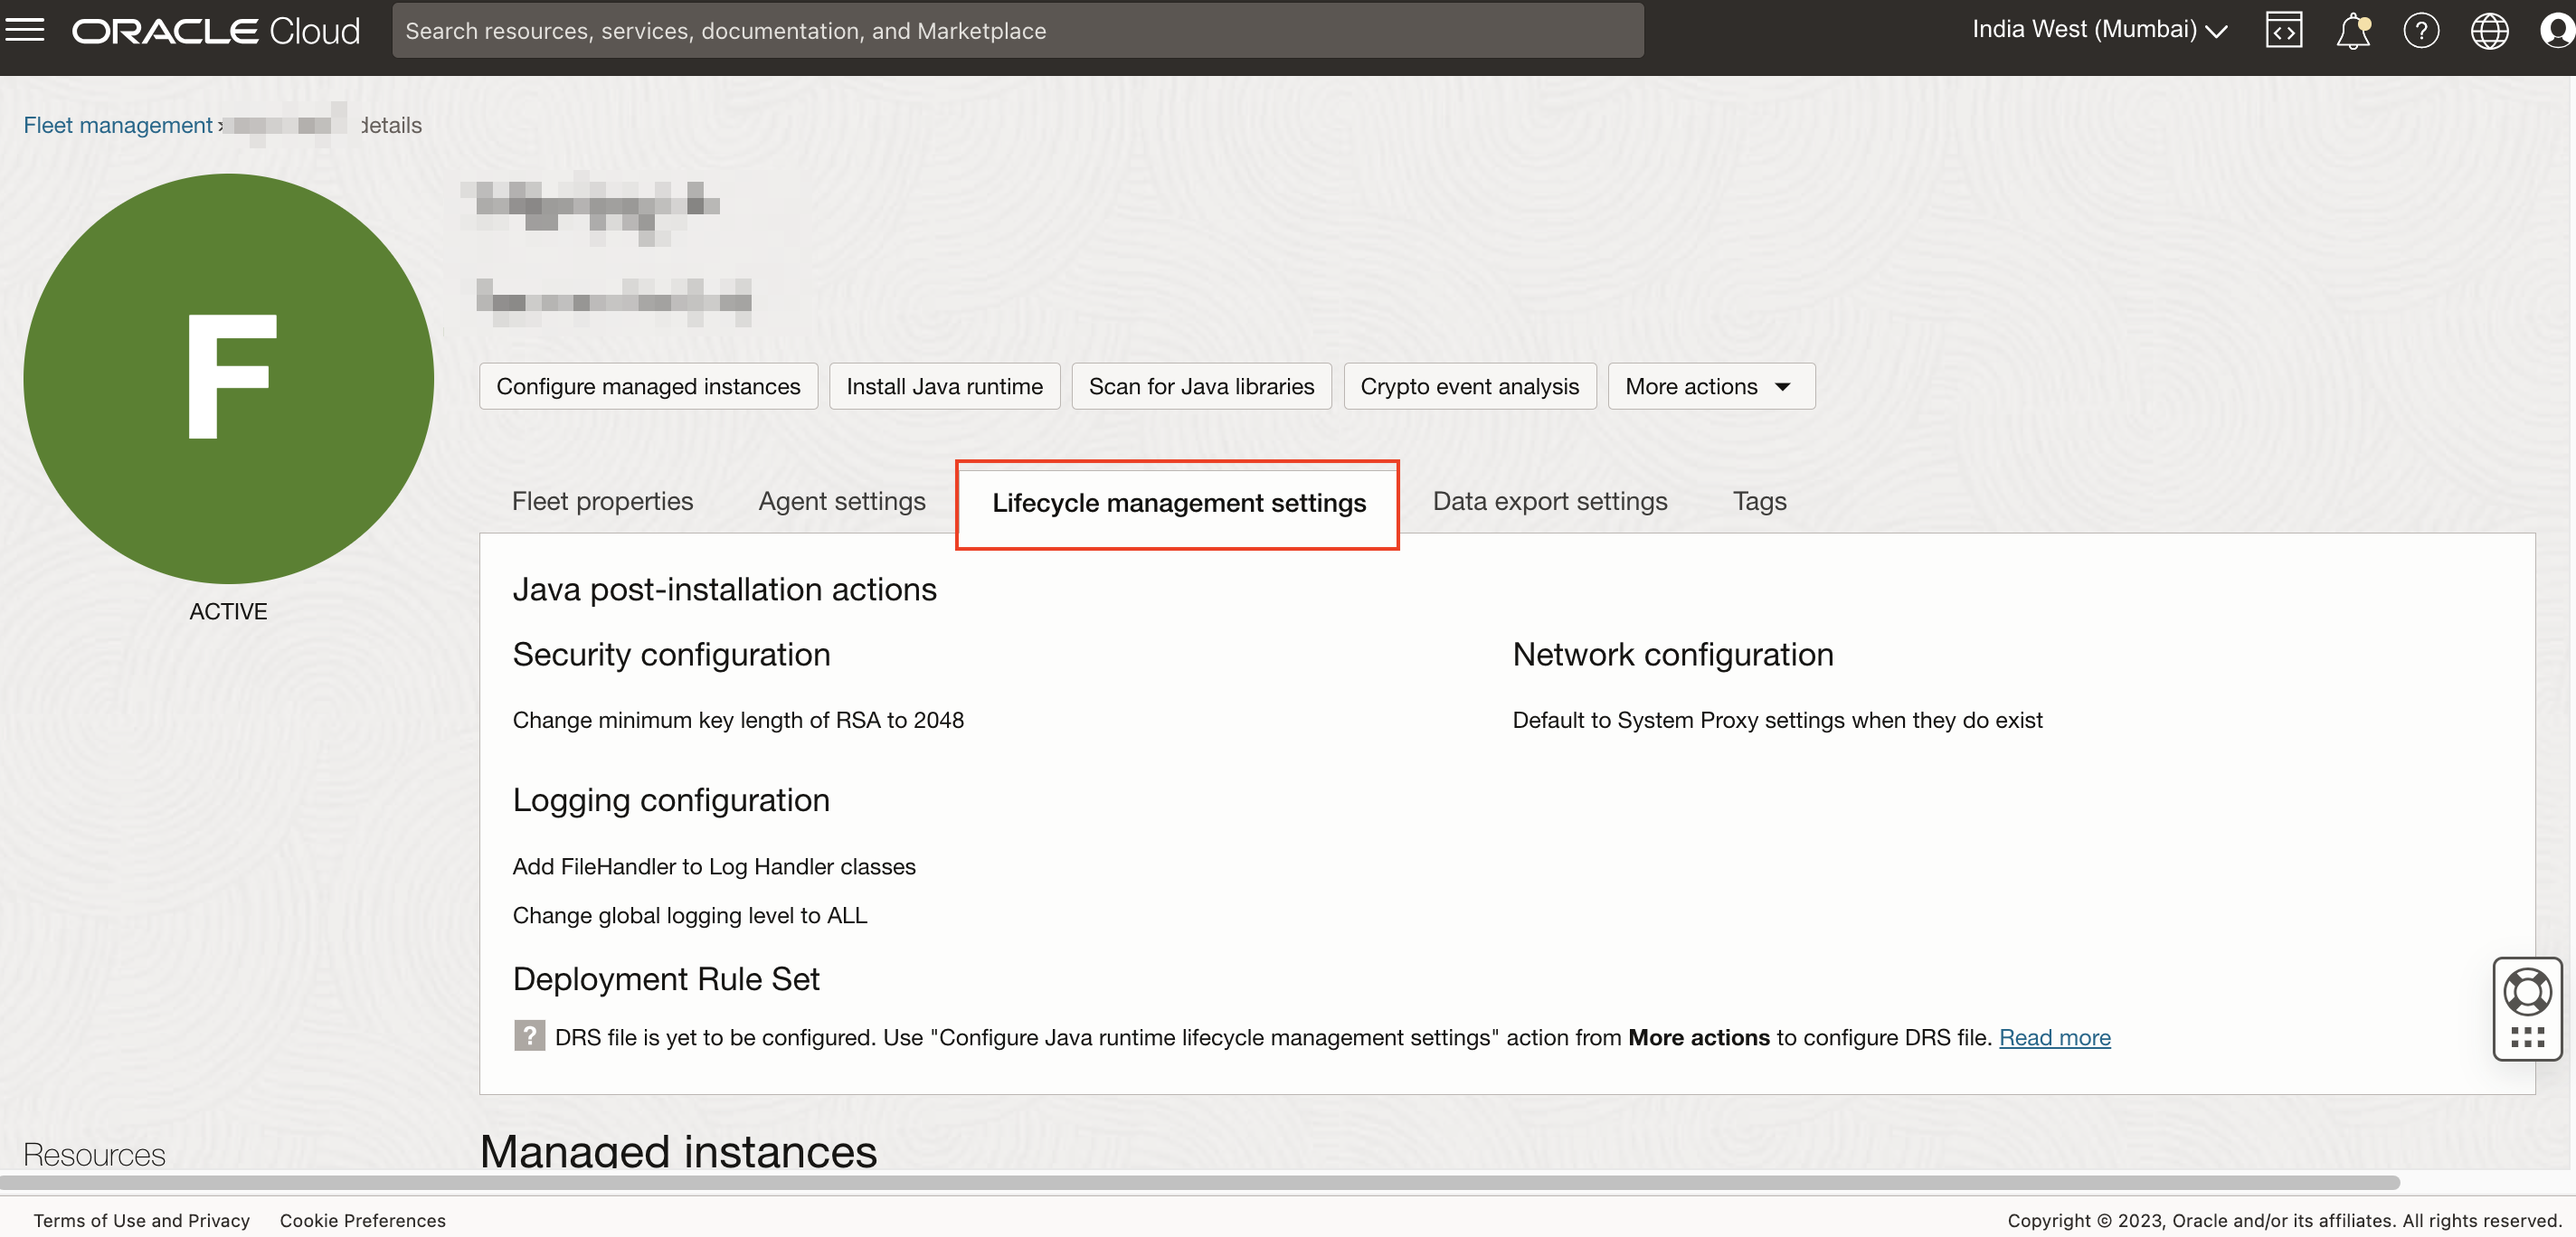 ORACLE Cloud
Search resources, services, documentation, and Marketplace
India West (Mumbai)
Fleet management › details
F
ACTIVE
Configure managed instances
Install Java runtime
Scan for Java libraries
Crypto event analysis
More actions
Fleet properties
Agent settings
Lifecycle management settings
Data export settings
Tags
Java post-installation actions
Security configuration
Change minimum key length of RSA to 2048
Network configuration
Default to System Proxy settings when they do exist
Logging configuration
Add FileHandler to Log Handler classes
Change global logging level to ALL
Deployment Rule Set
? DRS file is yet to be configured. Use "Configure Java runtime lifecycle management settings" action from More actions to configure DRS file. Read more
Resources
Managed instances
Terms of Use and Privacy
Cookie Preferences
Copyright © 2023, Oracle and/or its affiliates. All rights reserved.